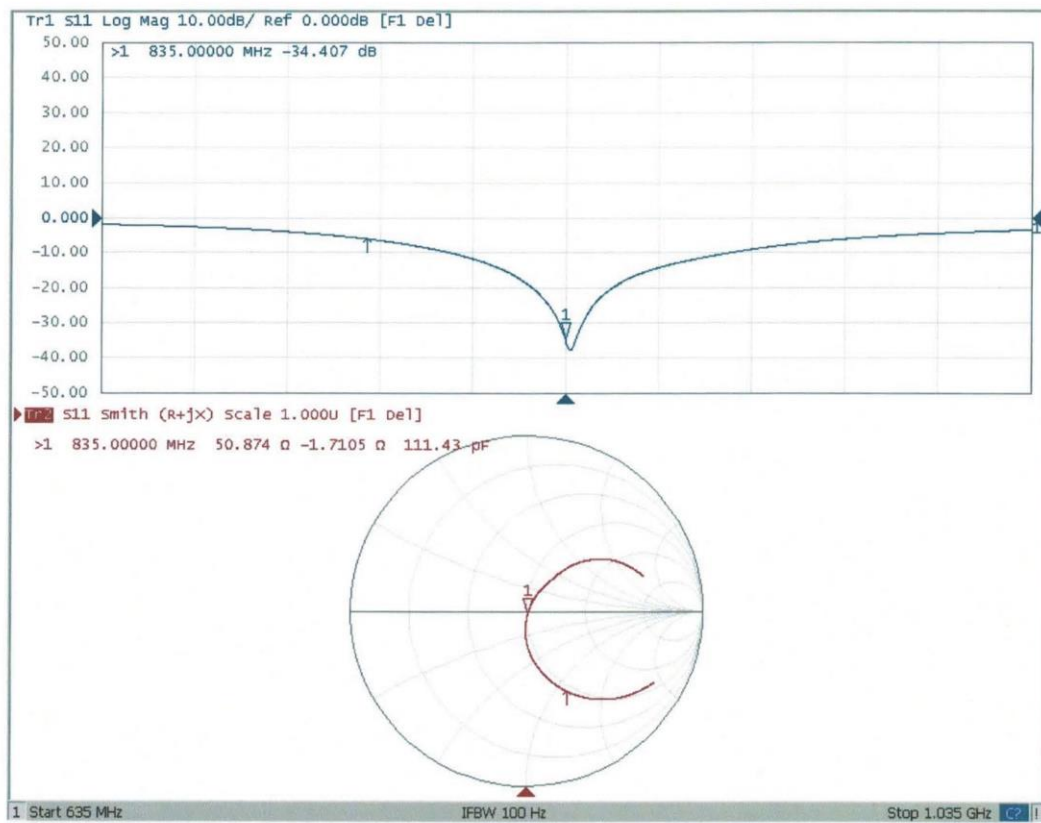 Tr1 S11 Log Mag 10.00dB/ Ref 0.000dB [F1 Del]
50.00
>1 835.00000 MHz -34.407 dB
40.00
30.00
20.00
10.00
0.000
1
-10.00
-20.00
1
-30.00
-40.00
-50.00
Tr2 S11 Smith (R+jX) Scale 1.000U [F1 Del]
>1 835.00000 MHz 50.874 Ω -1.7105 Ω 111.43 pF
1
1 Start 635 MHz IFBW 100 Hz Stop 1.035 GHz C? !